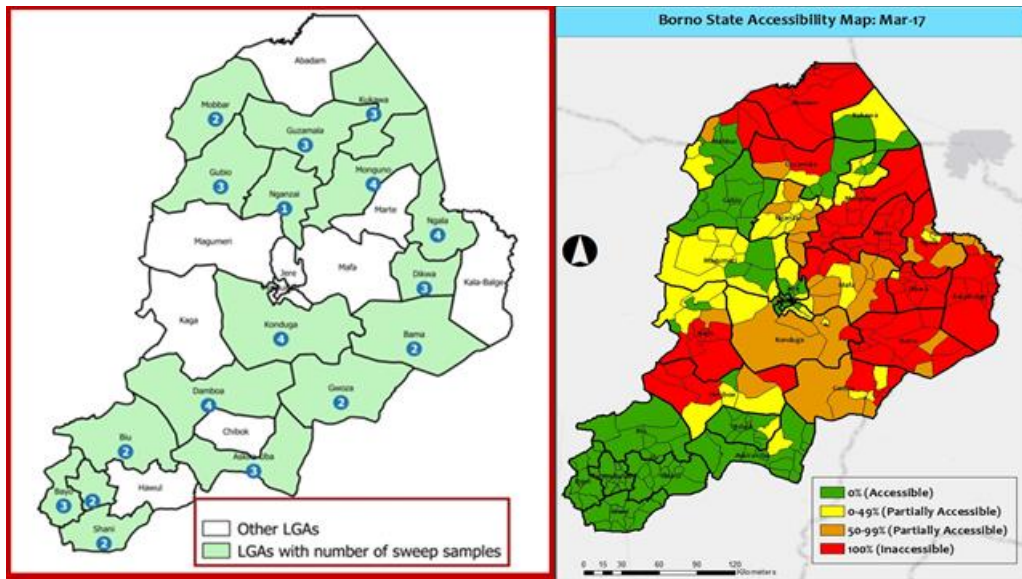 Abadam
Mobbar
2
Kukawa
3
Guzamala
3
Gubio
3
Nganzai
1
Monguno
4
Marte
Ngala
4
Magumeri
Jere
Mafa
Dikwa
3
Kala-Balge
Kaga
Konduga
4
Bama
2
Damboa
4
Gwoza
2
Chibok
Biu
2
Askira-Uba
3
Bayo
3
2
Hawul
Shani
2
Other LGAs
LGAs with number of sweep samples
Borno State Accessibility Map: Mar-17
Konduga
Mafa
Magumeri
Gubio
0% (Accessible)
0-49% (Partially Accessible)
50-99% (Partially Accessible)
100% (Inaccessible)
0 15 30 60 90 120
Kilometers